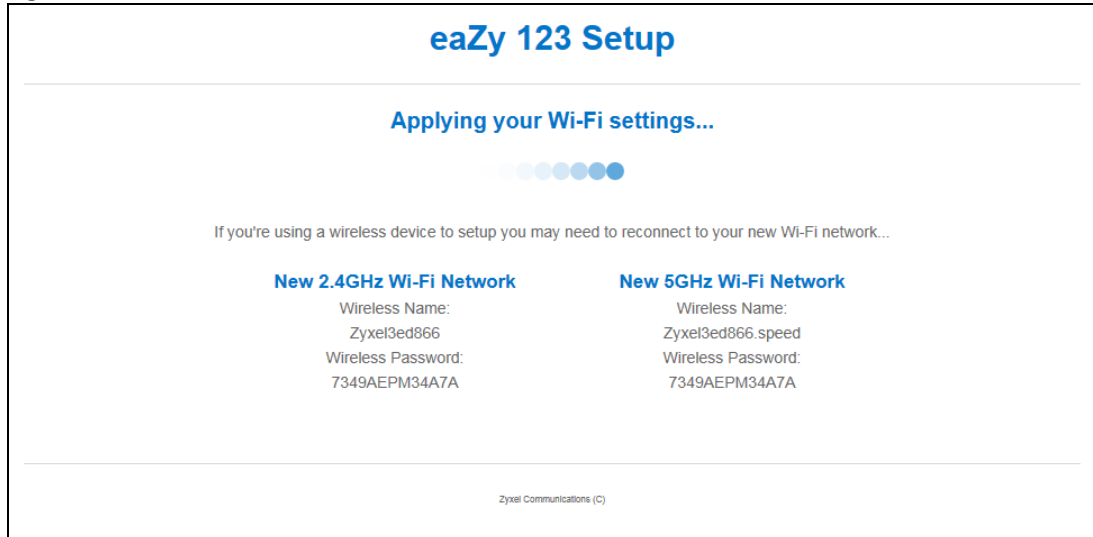 eaZy 123 Setup
Applying your Wi-Fi settings...
If you're using a wireless device to setup you may need to reconnect to your new Wi-Fi network...
New 2.4GHz Wi-Fi Network
Wireless Name:
Zyxel3ed866
Wireless Password:
7349AEPM34A7A
New 5GHz Wi-Fi Network
Wireless Name:
Zyxel3ed866.speed
Wireless Password:
7349AEPM34A7A
Zyxel Communications (C)